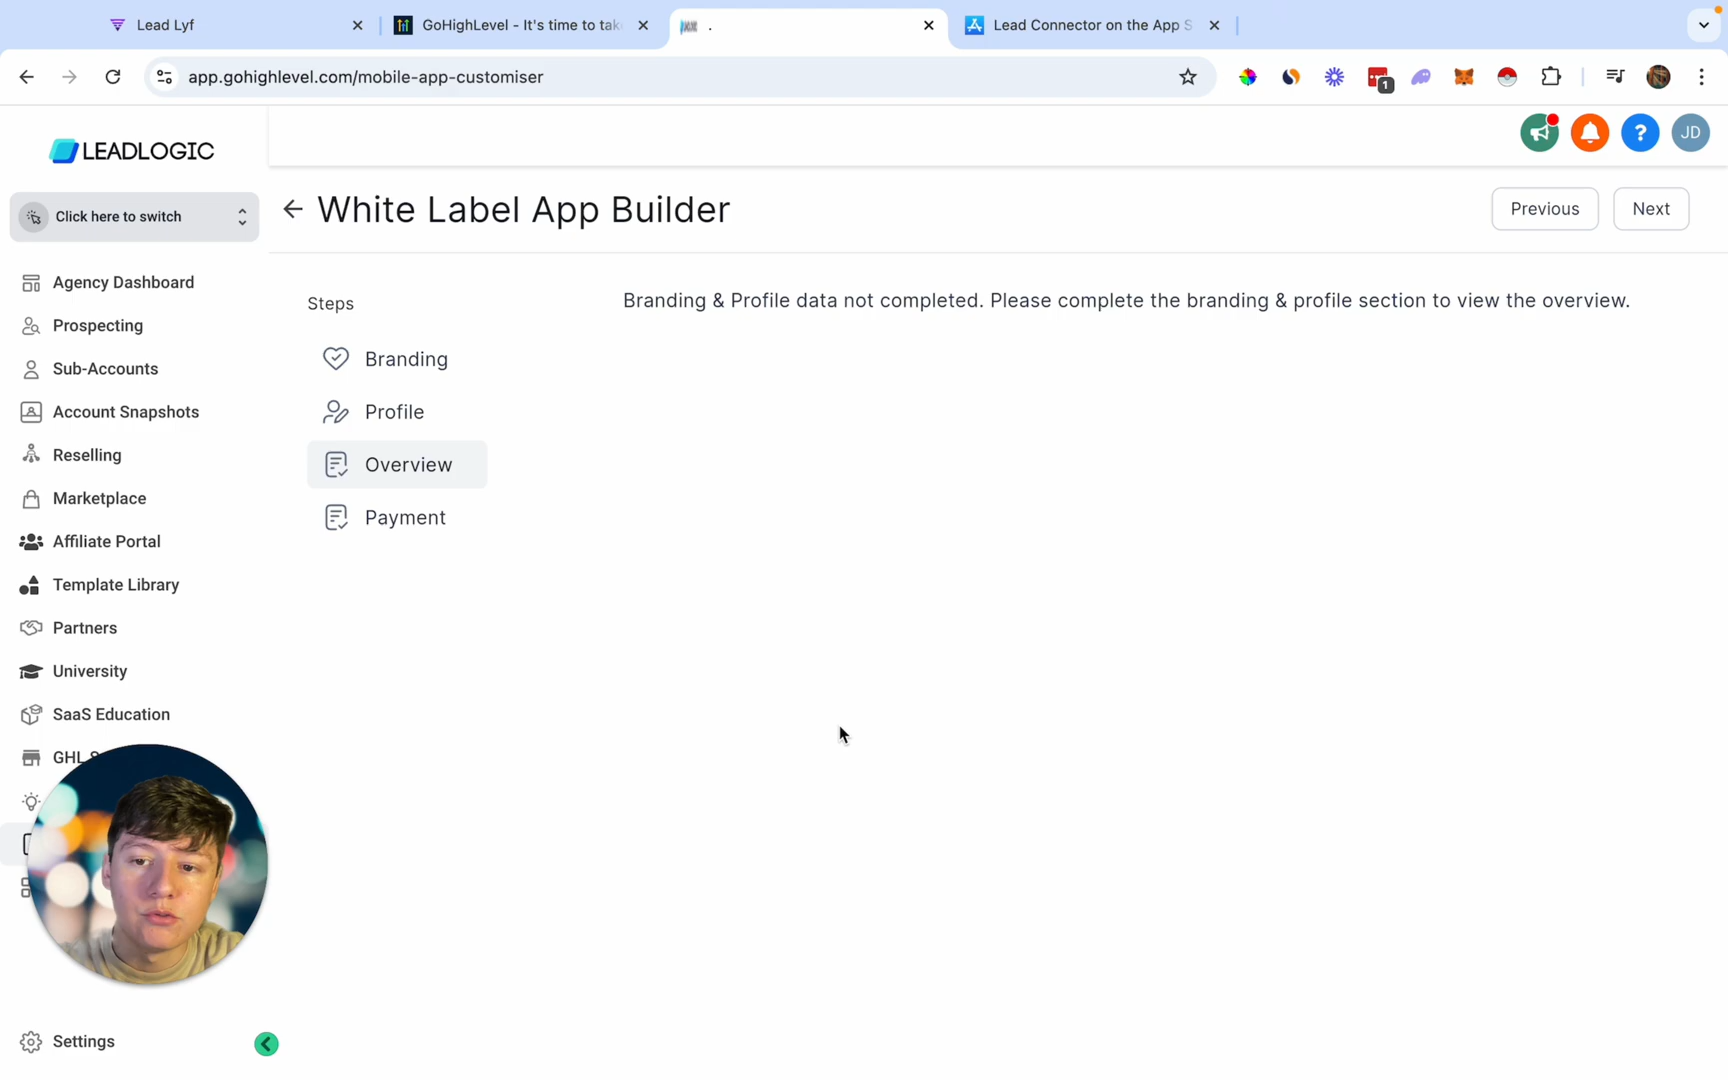 Lead Lyf
GoHighLevel - It's time to tak
.
Lead Connector on the App S
app.gohighlevel.com/mobile-app-customiser
1
LEADLOGIC
JD
Click here to switch
White Label App Builder
Previous
Next
Agency Dashboard
Prospecting
Sub-Accounts
Account Snapshots
Reselling
Marketplace
Affiliate Portal
Template Library
Partners
University
SaaS Education
GHL S
Settings
Steps
Branding
Profile
Overview
Payment
Branding & Profile data not completed. Please complete the branding & profile section to view the overview.